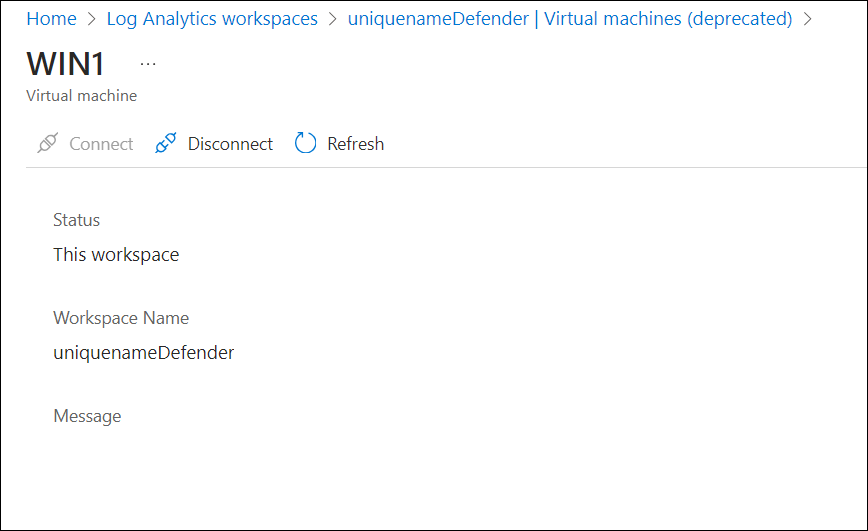 Home > Log Analytics workspaces > uniquenameDefender | Virtual machines (deprecated) >
WIN1 ...
Virtual machine
Connect Disconnect Refresh
Status
This workspace
Workspace Name
uniquenameDefender
Message